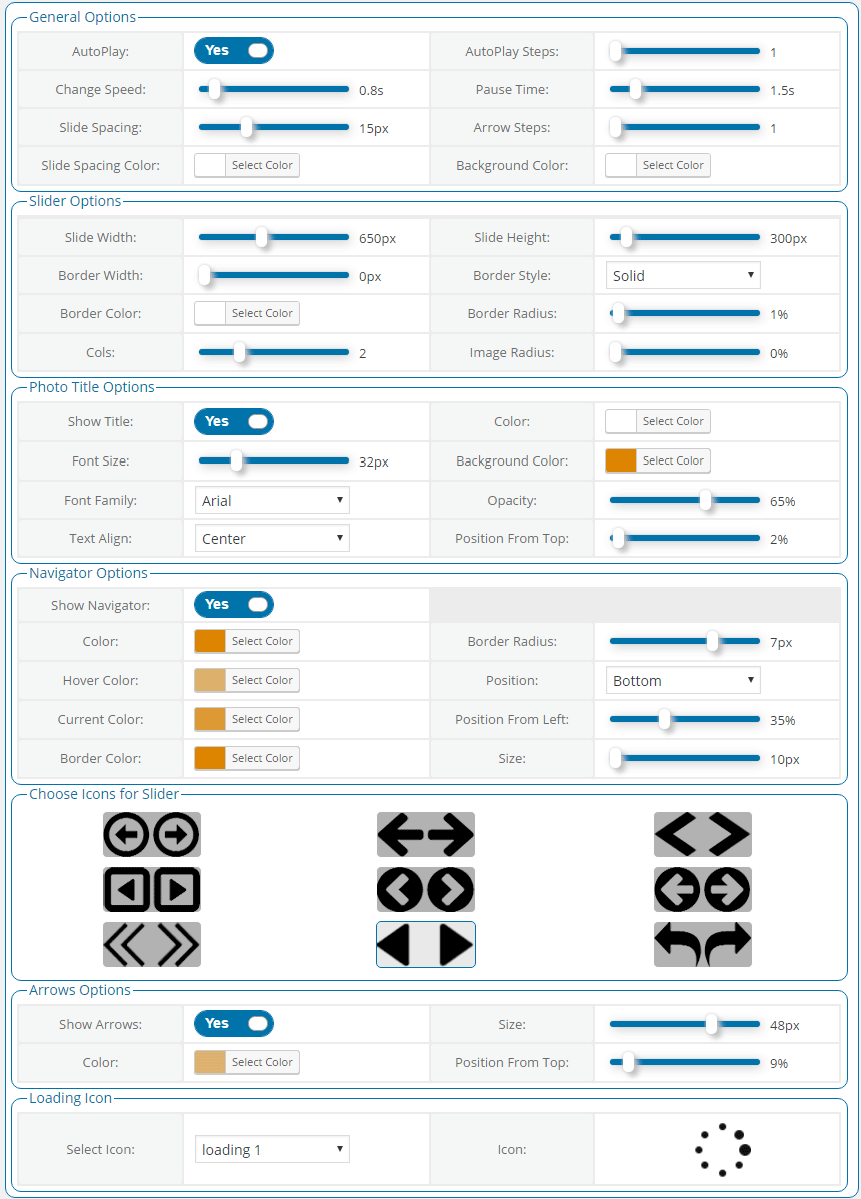 General Options
AutoPlay: Yes AutoPlay Steps: 1
Change Speed: 0.8s Pause Time: 1.5s
Slide Spacing: 15px Arrow Steps: 1
Slide Spacing Color: Select Color Background Color: Select Color
Slider Options
Slide Width: 650px Slide Height: 300px
Border Width: 0px Border Style: Solid
Border Color: Select Color Border Radius: 1%
Cols: 2 Image Radius: 0%
Photo Title Options
Show Title: Yes Color: Select Color
Font Size: 32px Background Color: Select Color
Font Family: Arial Opacity: 65%
Text Align: Center Position From Top: 2%
Navigator Options
Show Navigator: Yes
Color: Select Color Border Radius: 7px
Hover Color: Select Color Position: Bottom
Current Color: Select Color Position From Left: 35%
Border Color: Select Color Size: 10px
Choose Icons for Slider
Arrows Options
Show Arrows: Yes Size: 48px
Color: Select Color Position From Top: 9%
Loading Icon
Select Icon: loading 1 Icon: